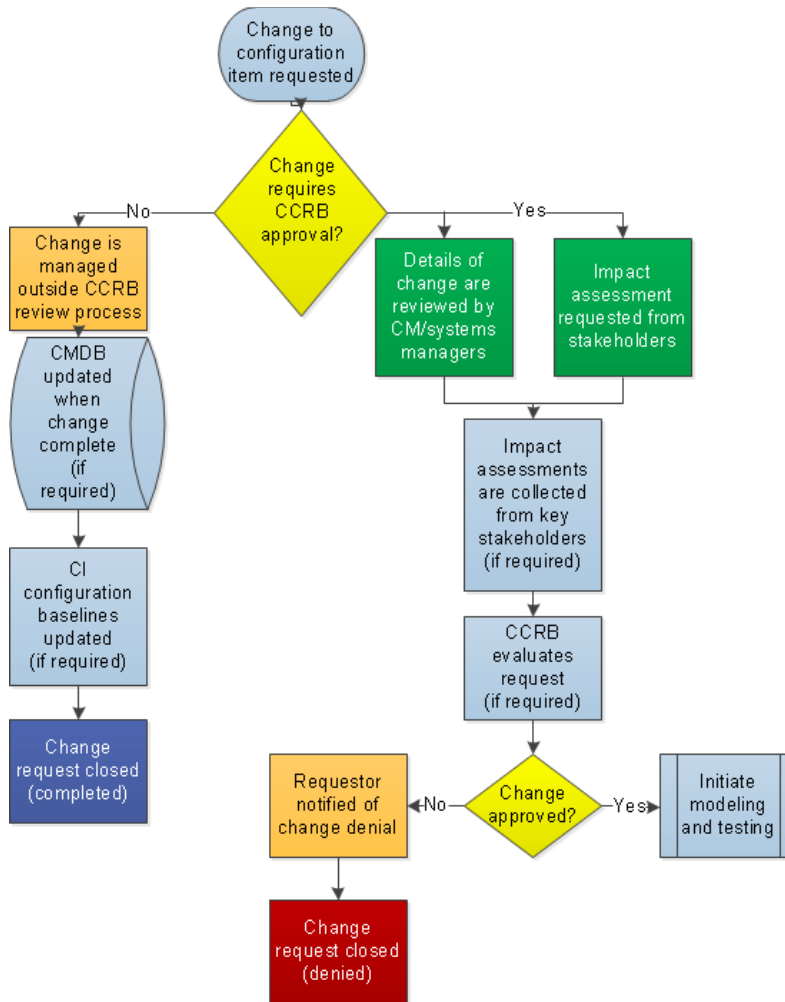 Change to
configuration
item requested
Change
requires
CCRB
approval?
No
Yes
Change is
managed
outside CCRB
review process
Details of
change are
reviewed by
CM/systems
managers
Impact
assessment
requested from
stakeholders
CMDB
updated
when
change
complete
(if
required)
Impact
assessments
are collected
from key
stakeholders
(if required)
CI
configuration
baselines
updated
(if required)
CCRB
evaluates
request
(if required)
Change
request closed
(completed)
Requestor
notified of
change denial
No
Change
approved?
Yes
Initiate
modeling
and testing
Change
request closed
(denied)